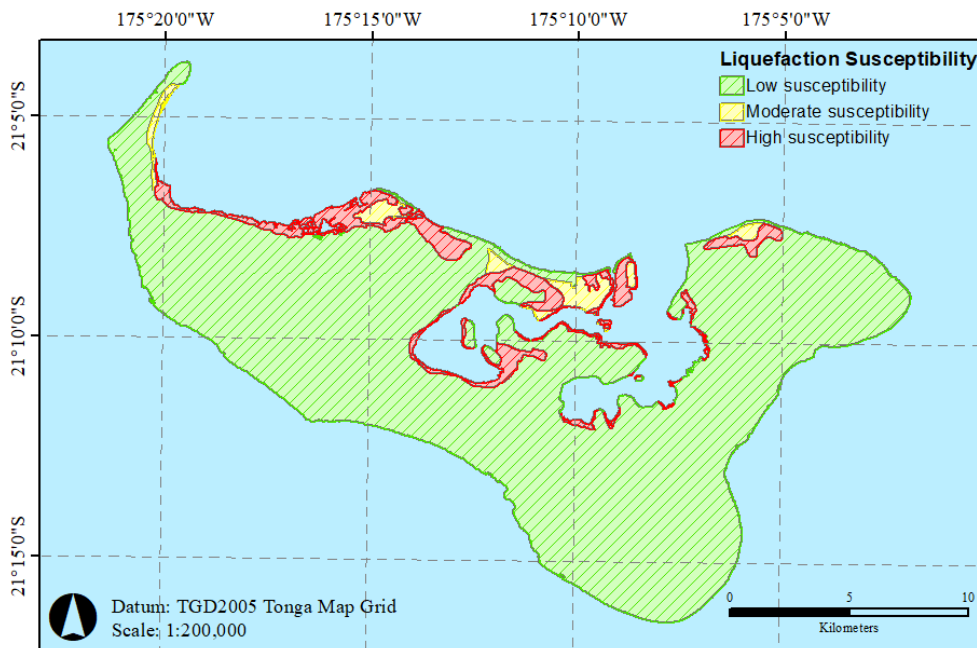 175°20'0"W 175°15'0"W 175°10'0"W 175°5'0"W
Liquefaction Susceptibility
Low susceptibility
Moderate susceptibility
High susceptibility
21°5'0"S
21°10'0"S
21°15'0"S
Datum: TGD2005 Tonga Map Grid
Scale: 1:200,000
0 5 10
Kilometers